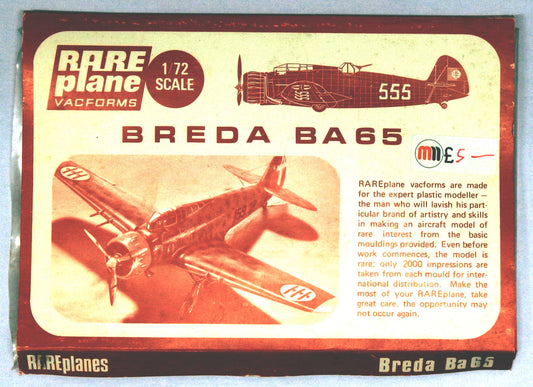 RARE
plane
VACFORMS
1/72
SCALE
555
BREDA BA65
mn £5-
RAREplane vacforms are made
for the expert plastic modeller —
the man who will lavish his part-
icular brand of artistry and skills
in making an aircraft model of
rare interest from the basic
mouldings provided. Even before
work commences, the model is
rare; only 2000 impressions are
taken from each mould for inter-
national distribution. Make the
most of your RAREplane, take
great care, the opportunity may
not occur again.
RAREplanes
Breda Ba65